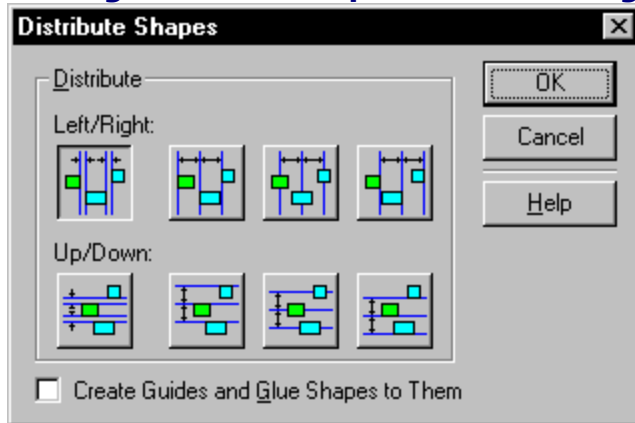 Distribute Shapes
Distribute
OK
Left/Right:
Cancel
Help
Up/Down:
Create Guides and Glue Shapes to Them